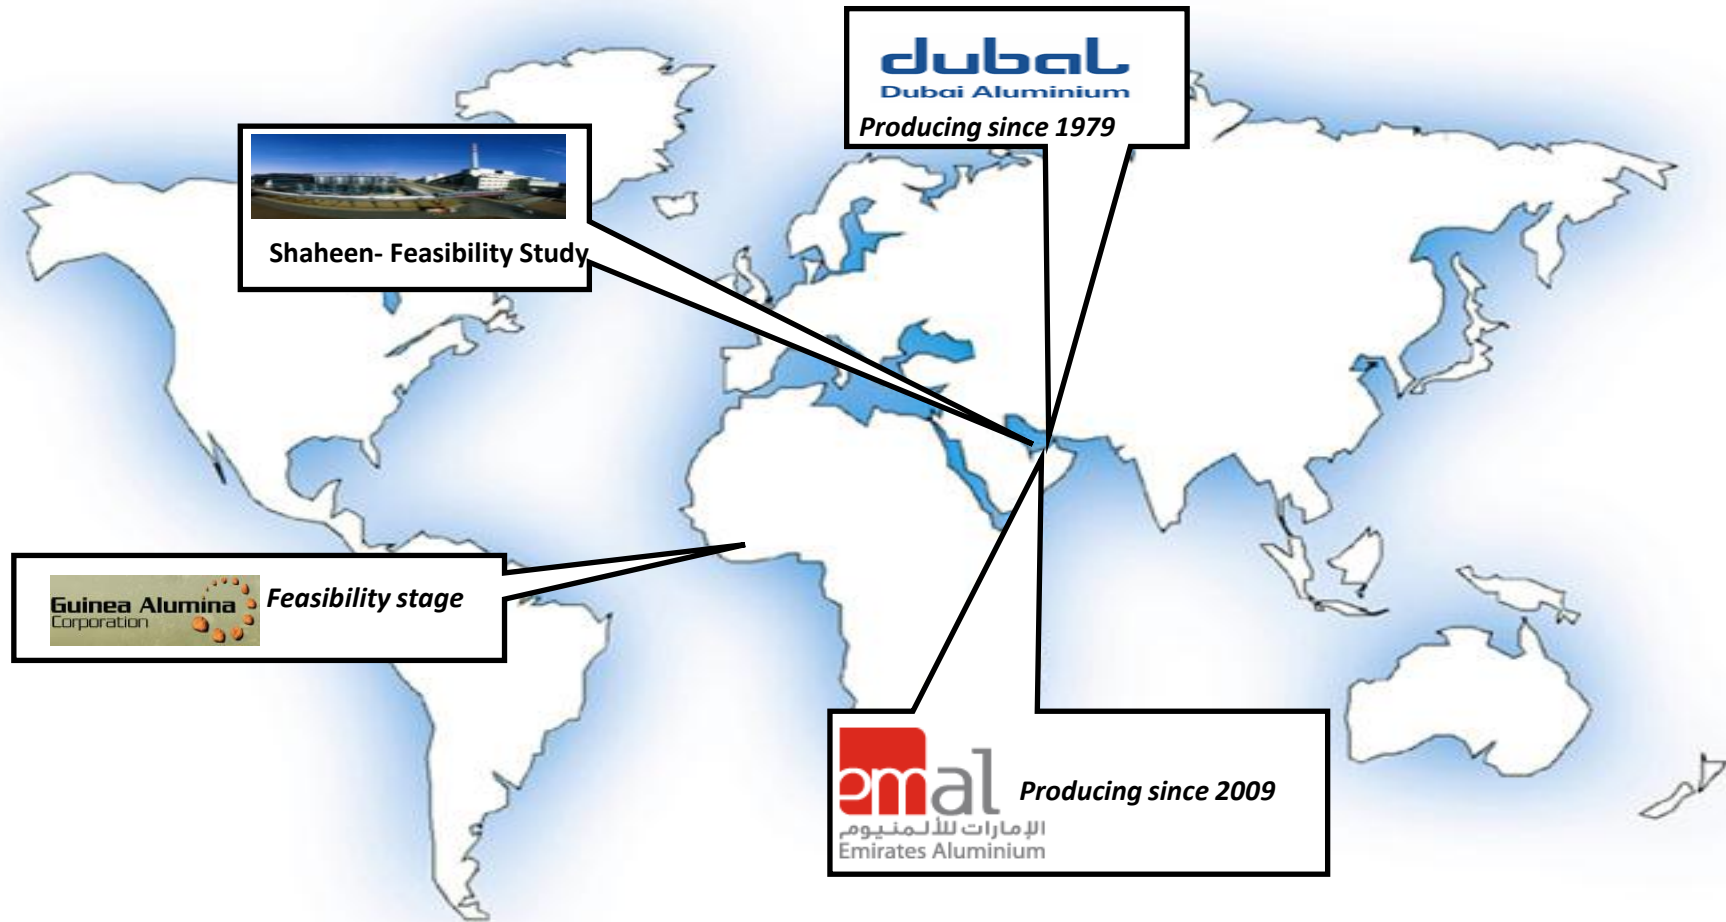 dubal
Dubai Aluminium
Producing since 1979
Shaheen- Feasibility Study
Guinea Alumina
Corporation
Feasibility stage
emal
الإمارات للألمنيوم
Emirates Aluminium
Producing since 2009